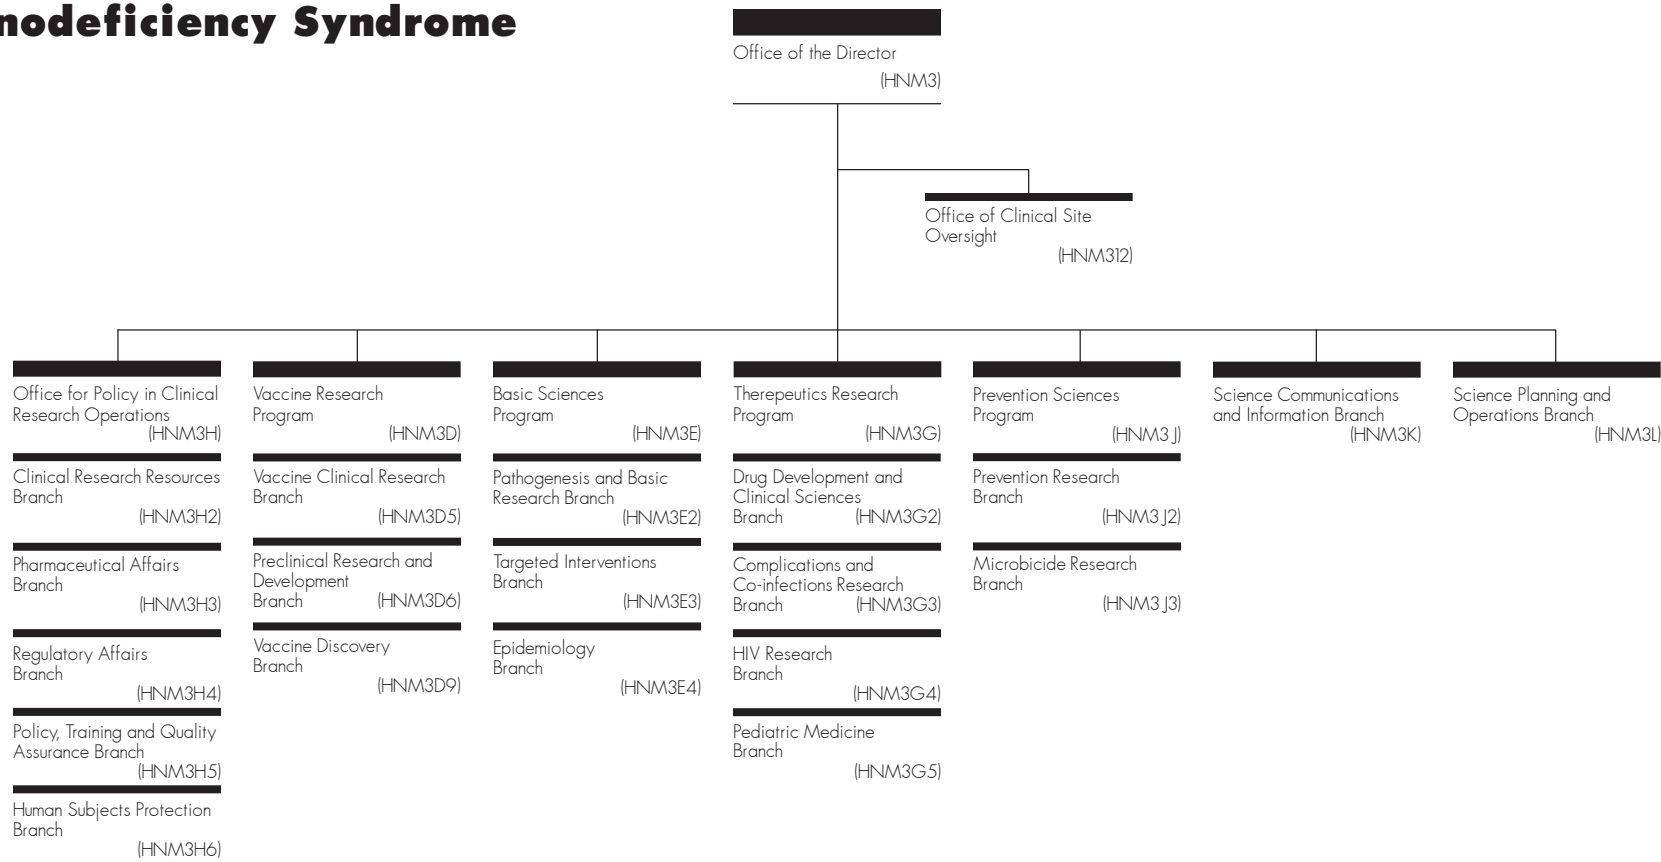 nodeficiency Syndrome
Office of the Director
(HNM3)
Office of Clinical Site
Oversight
(HNM312)
Office for Policy in Clinical
Research Operations
(HNM3H)
Clinical Research Resources
Branch
(HNM3H2)
Pharmaceutical Affairs
Branch
(HNM3H3)
Regulatory Affairs
Branch
(HNM3H4)
Policy, Training and Quality
Assurance Branch
(HNM3H5)
Human Subjects Protection
Branch
(HNM3H6)
Vaccine Research
Program
(HNM3D)
Vaccine Clinical Research
Branch
(HNM3D5)
Preclinical Research and
Development
Branch (HNM3D6)
Vaccine Discovery
Branch
(HNM3D9)
Basic Sciences
Program
(HNM3E)
Pathogenesis and Basic
Research Branch
(HNM3E2)
Targeted Interventions
Branch
(HNM3E3)
Epidemiology
Branch
(HNM3E4)
Therepeutics Research
Program
(HNM3G)
Drug Development and
Clinical Sciences
Branch (HNM3G2)
Complications and
Co-infections Research
Branch (HNM3G3)
HIV Research
Branch
(HNM3G4)
Pediatric Medicine
Branch
(HNM3G5)
Prevention Sciences
Program
(HNM3 J)
Prevention Research
Branch
(HNM3 J2)
Microbicide Research
Branch
(HNM3 J3)
Science Communications
and Information Branch
(HNM3K)
Science Planning and
Operations Branch
(HNM3L)